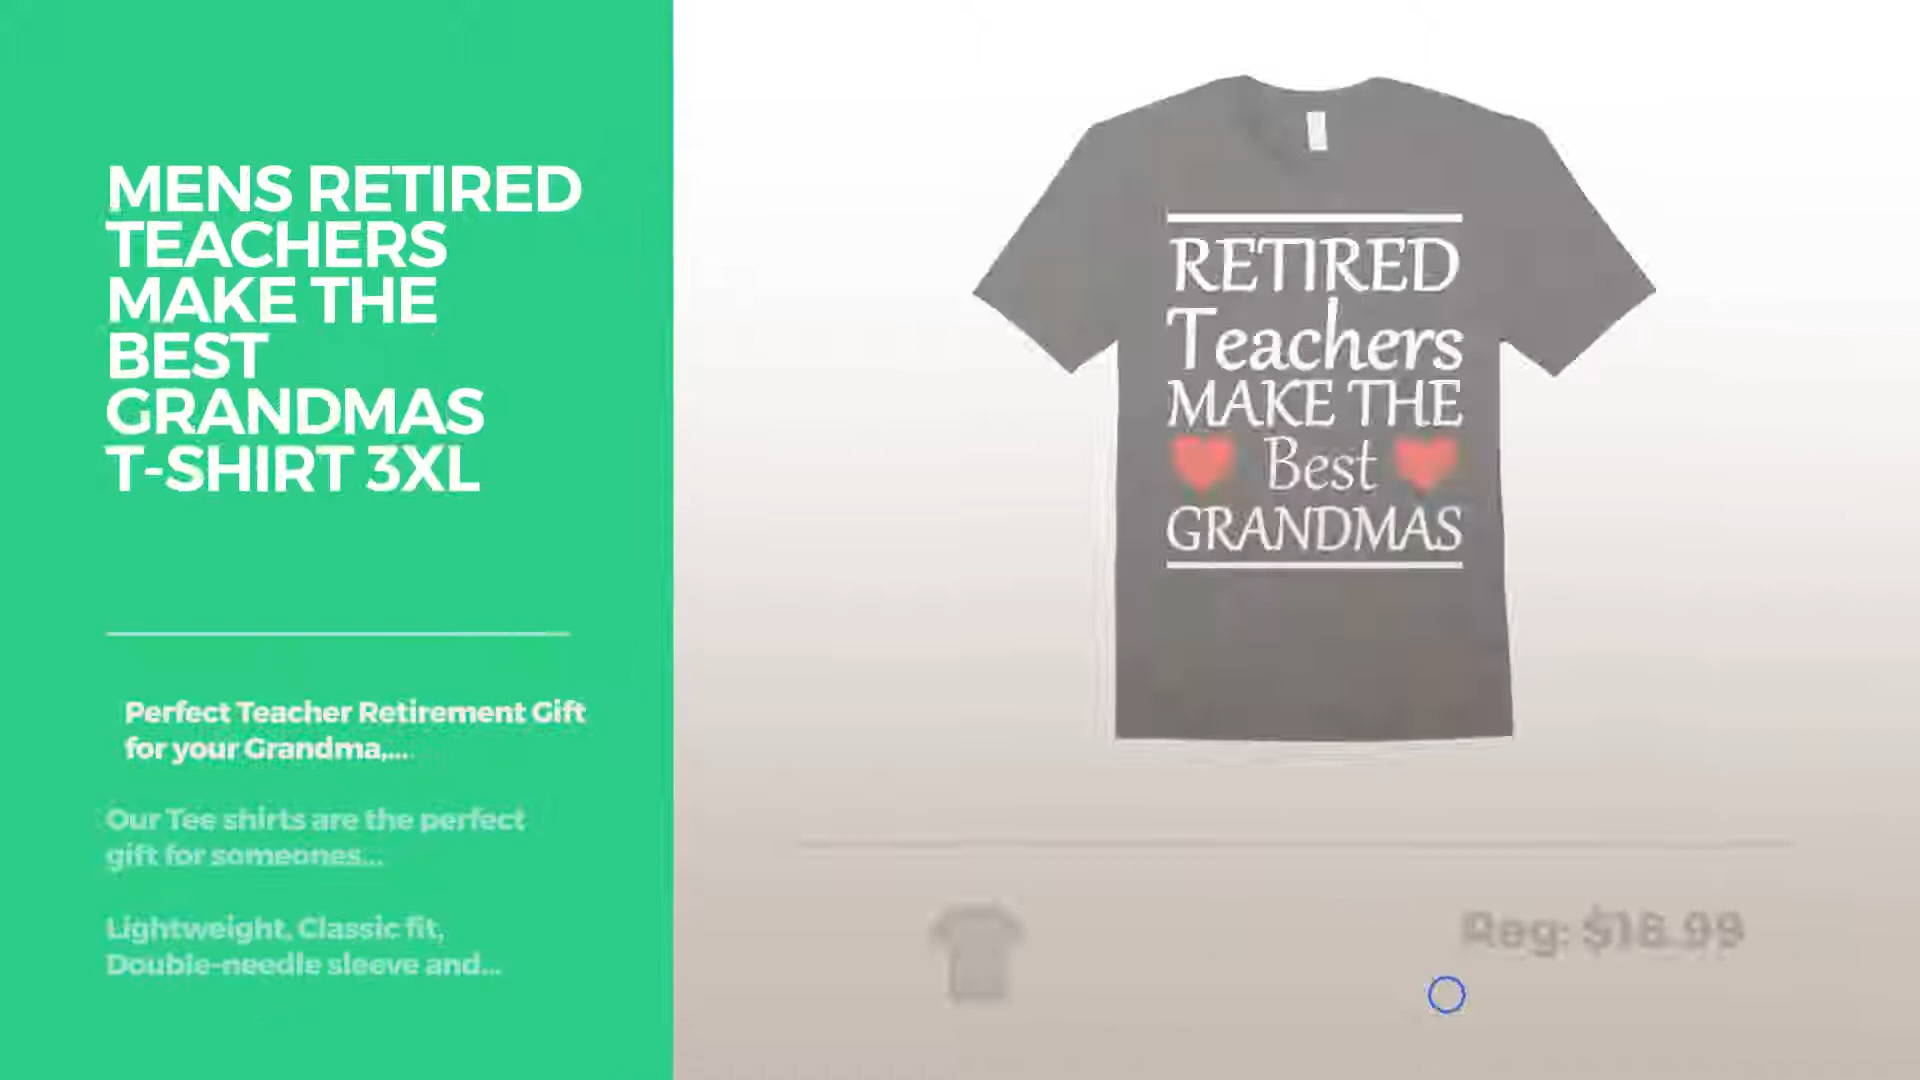 MENS RETIRED
TEACHERS
MAKE THE
BEST
GRANDMAS
T-SHIRT 3XL
Perfect Teacher Retirement Gift
for your Grandma,...
Our Tee shirts are the perfect
gift for someones...
Lightweight, Classic fit,
Double-needle sleeve and...
RETIRED
Teachers
MAKE THE
Best
GRANDMAS
Reg: $18.99